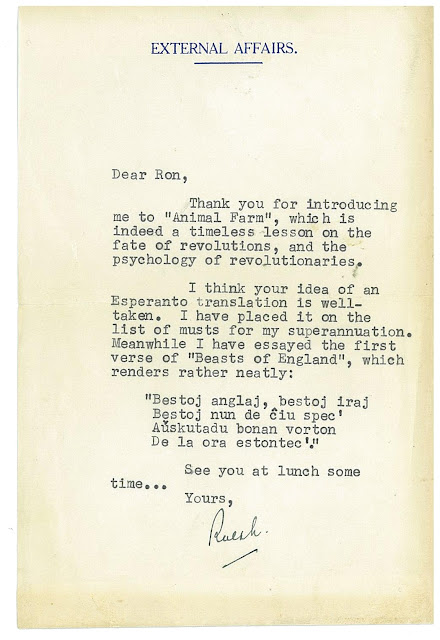 EXTERNAL AFFAIRS.
Dear Ron,
Thank you for introducing
me to "Animal Farm", which is
indeed a timeless lesson on the
fate of revolutions, and the
psychology of revolutionaries.
I think your idea of an
Esperanto translation is well-
taken. I have placed it on the
list of musts for my superannuation.
Meanwhile I have essayed the first
verse of "Beasts of England", which
renders rather neatly:
"Bestoj anglaj, bestoj iraj
Bestoj nun de ĉiu spec'
Aŭskutadu bonan vorton
De la ora estontec'."
See you at lunch some
time...
Yours,